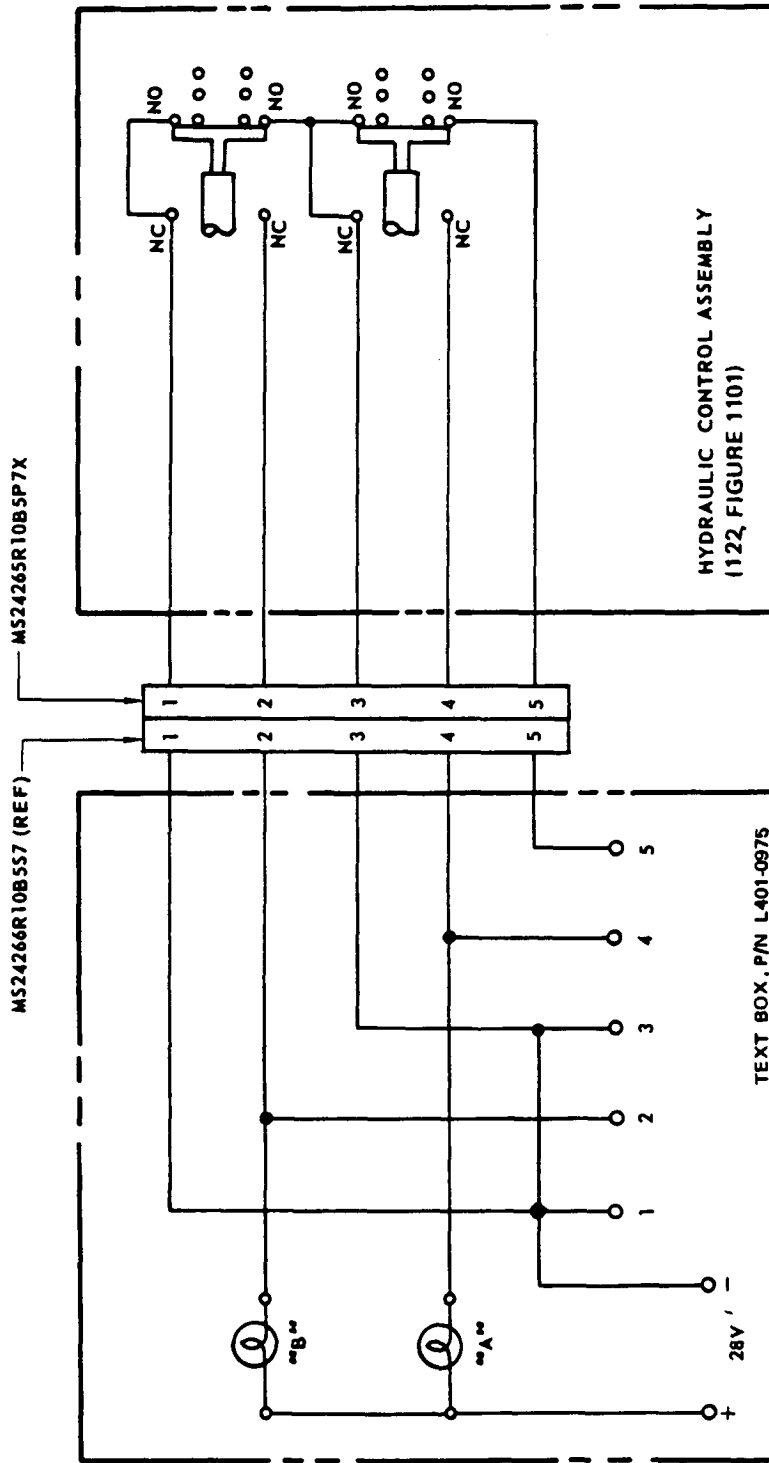 MS24266R10B5S7 (REF)
MS24265R10B5P7X
1
2
3
4
5
1
2
3
4
5
NO
NO
NO
NO
NC
NC
NC
NC
"B"
"A"
1
2
3
4
5
+
28V
-
TEXT BOX, P/N L401-0975
HYDRAULIC CONTROL ASSEMBLY
(122, FIGURE 1101)